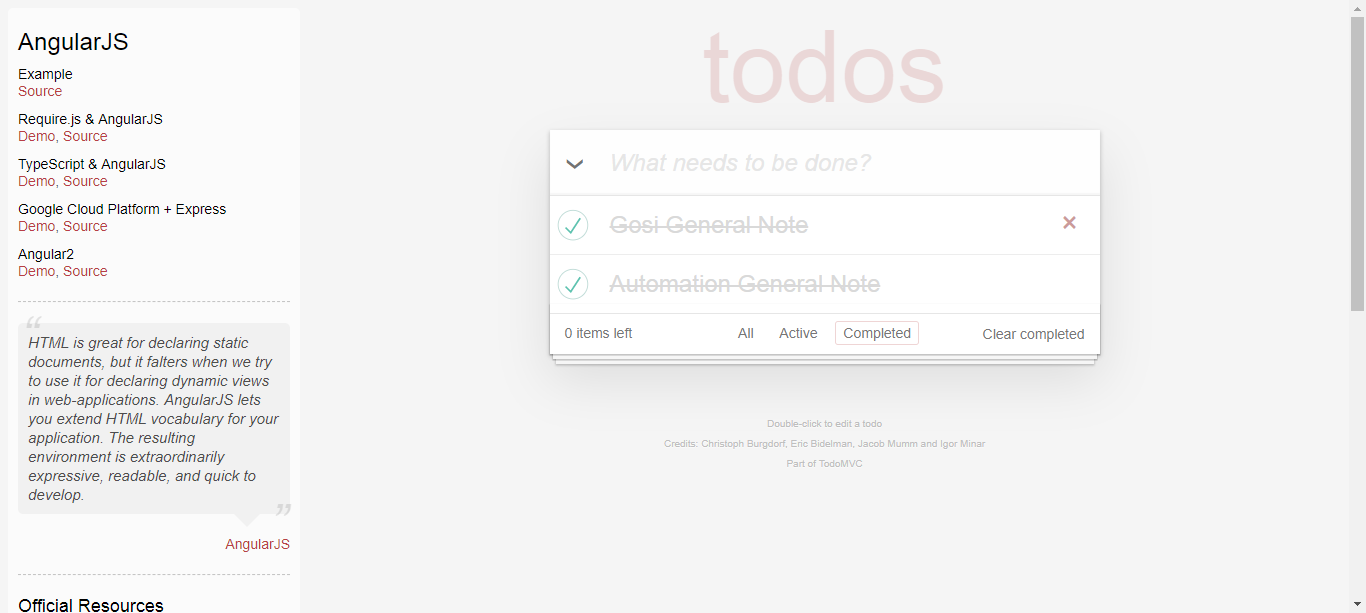 AngularJS
Example
Source
Require.js & AngularJS
Demo, Source
TypeScript & AngularJS
Demo, Source
Google Cloud Platform + Express
Demo, Source
Angular2
Demo, Source
“
HTML is great for declaring static
documents, but it falters when we try
to use it for declaring dynamic views
in web-applications. AngularJS lets
you extend HTML vocabulary for your
application. The resulting
environment is extraordinarily
expressive, readable, and quick to
develop.
”
AngularJS
Official Resources
todos
What needs to be done?
Gosi General Note
Automation General Note
0 items left
All Active Completed
Clear completed
Double-click to edit a todo
Credits: Christoph Burgdorf, Eric Bidelman, Jacob Mumm and Igor Minar
Part of TodoMVC